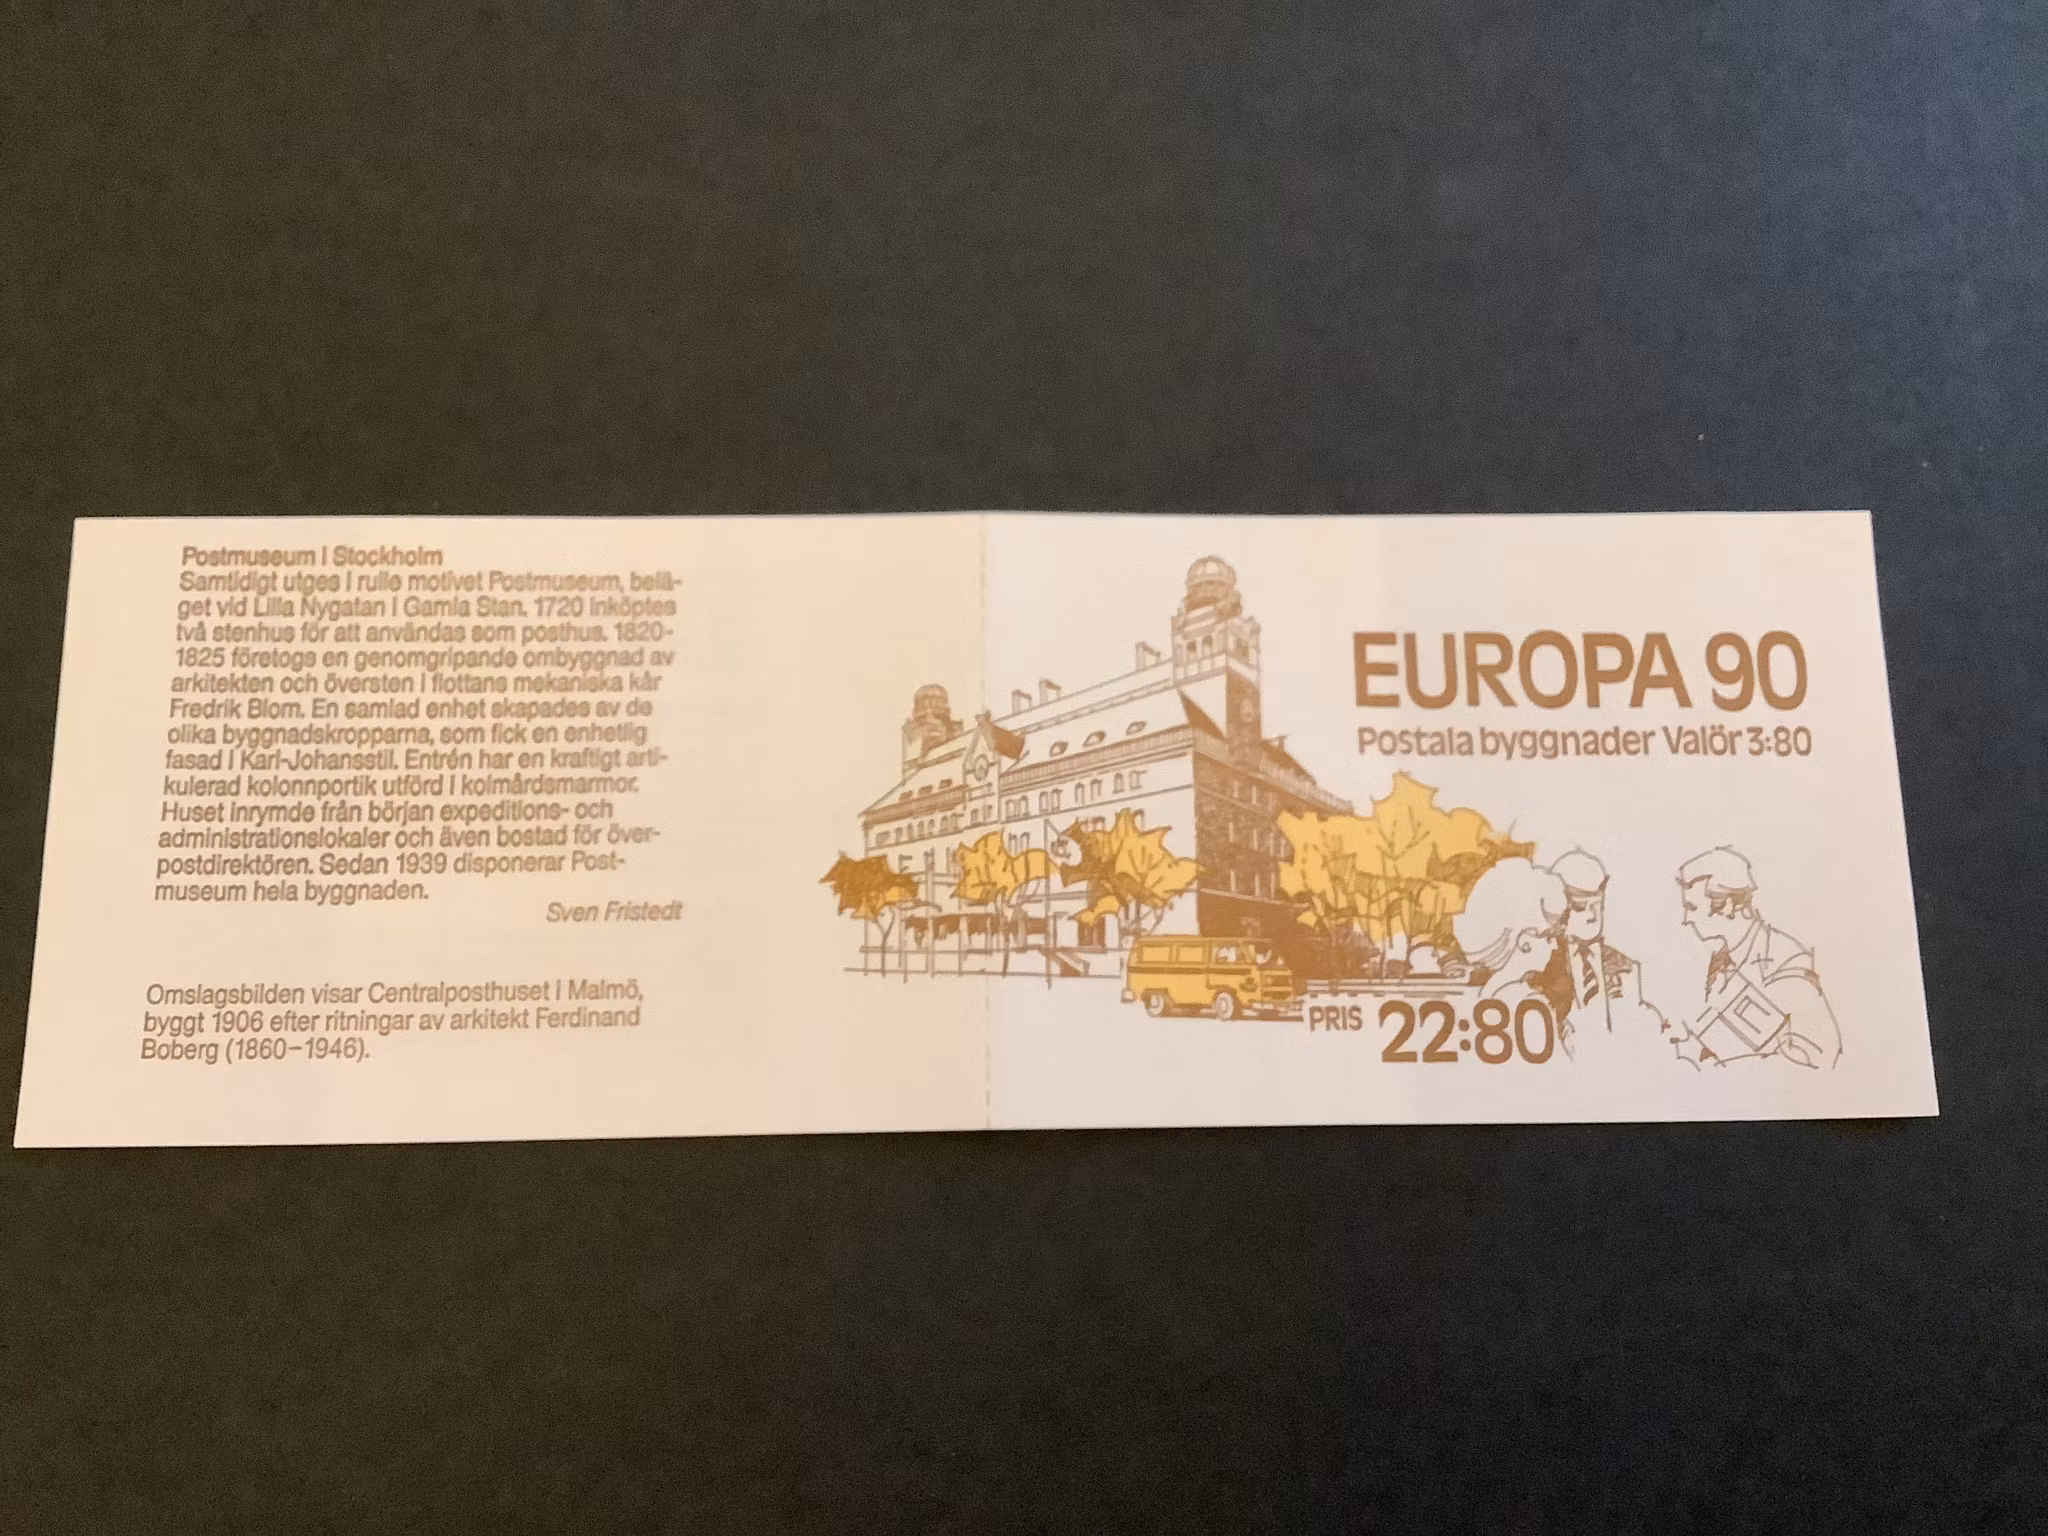 Postmuseum i Stockholm
Samtidigt utges i rulle motivet Postmuseum, belä-
get vid Lilla Nygatan i Gamla Stan. 1720 inköptes
två stenhus för att användas som posthus. 1820-
1825 företogs en genomgripande ombyggnad av
arkitekten och översten i flottans mekaniska kår
Fredrik Blom. En samlad enhet skapades av de
olika byggnadskropparna, som fick en enhetlig
fasad i Karl-Johansstil. Entrén har en kraftigt arti-
kulerad kolonnportik utförd i kolmårdsmarmor.
Huset inrymde från början expeditions- och
administrationslokaler och även bostad för över-
postdirektören. Sedan 1939 disponerar Post-
museum hela byggnaden.
Sven Fristedt
Omslagsbilden visar Centralposthuset i Malmö,
byggt 1906 efter ritningar av arkitekt Ferdinand
Boberg (1860–1946).
EUROPA 90
Postala byggnader Valör 3:80
PRIS 22:80